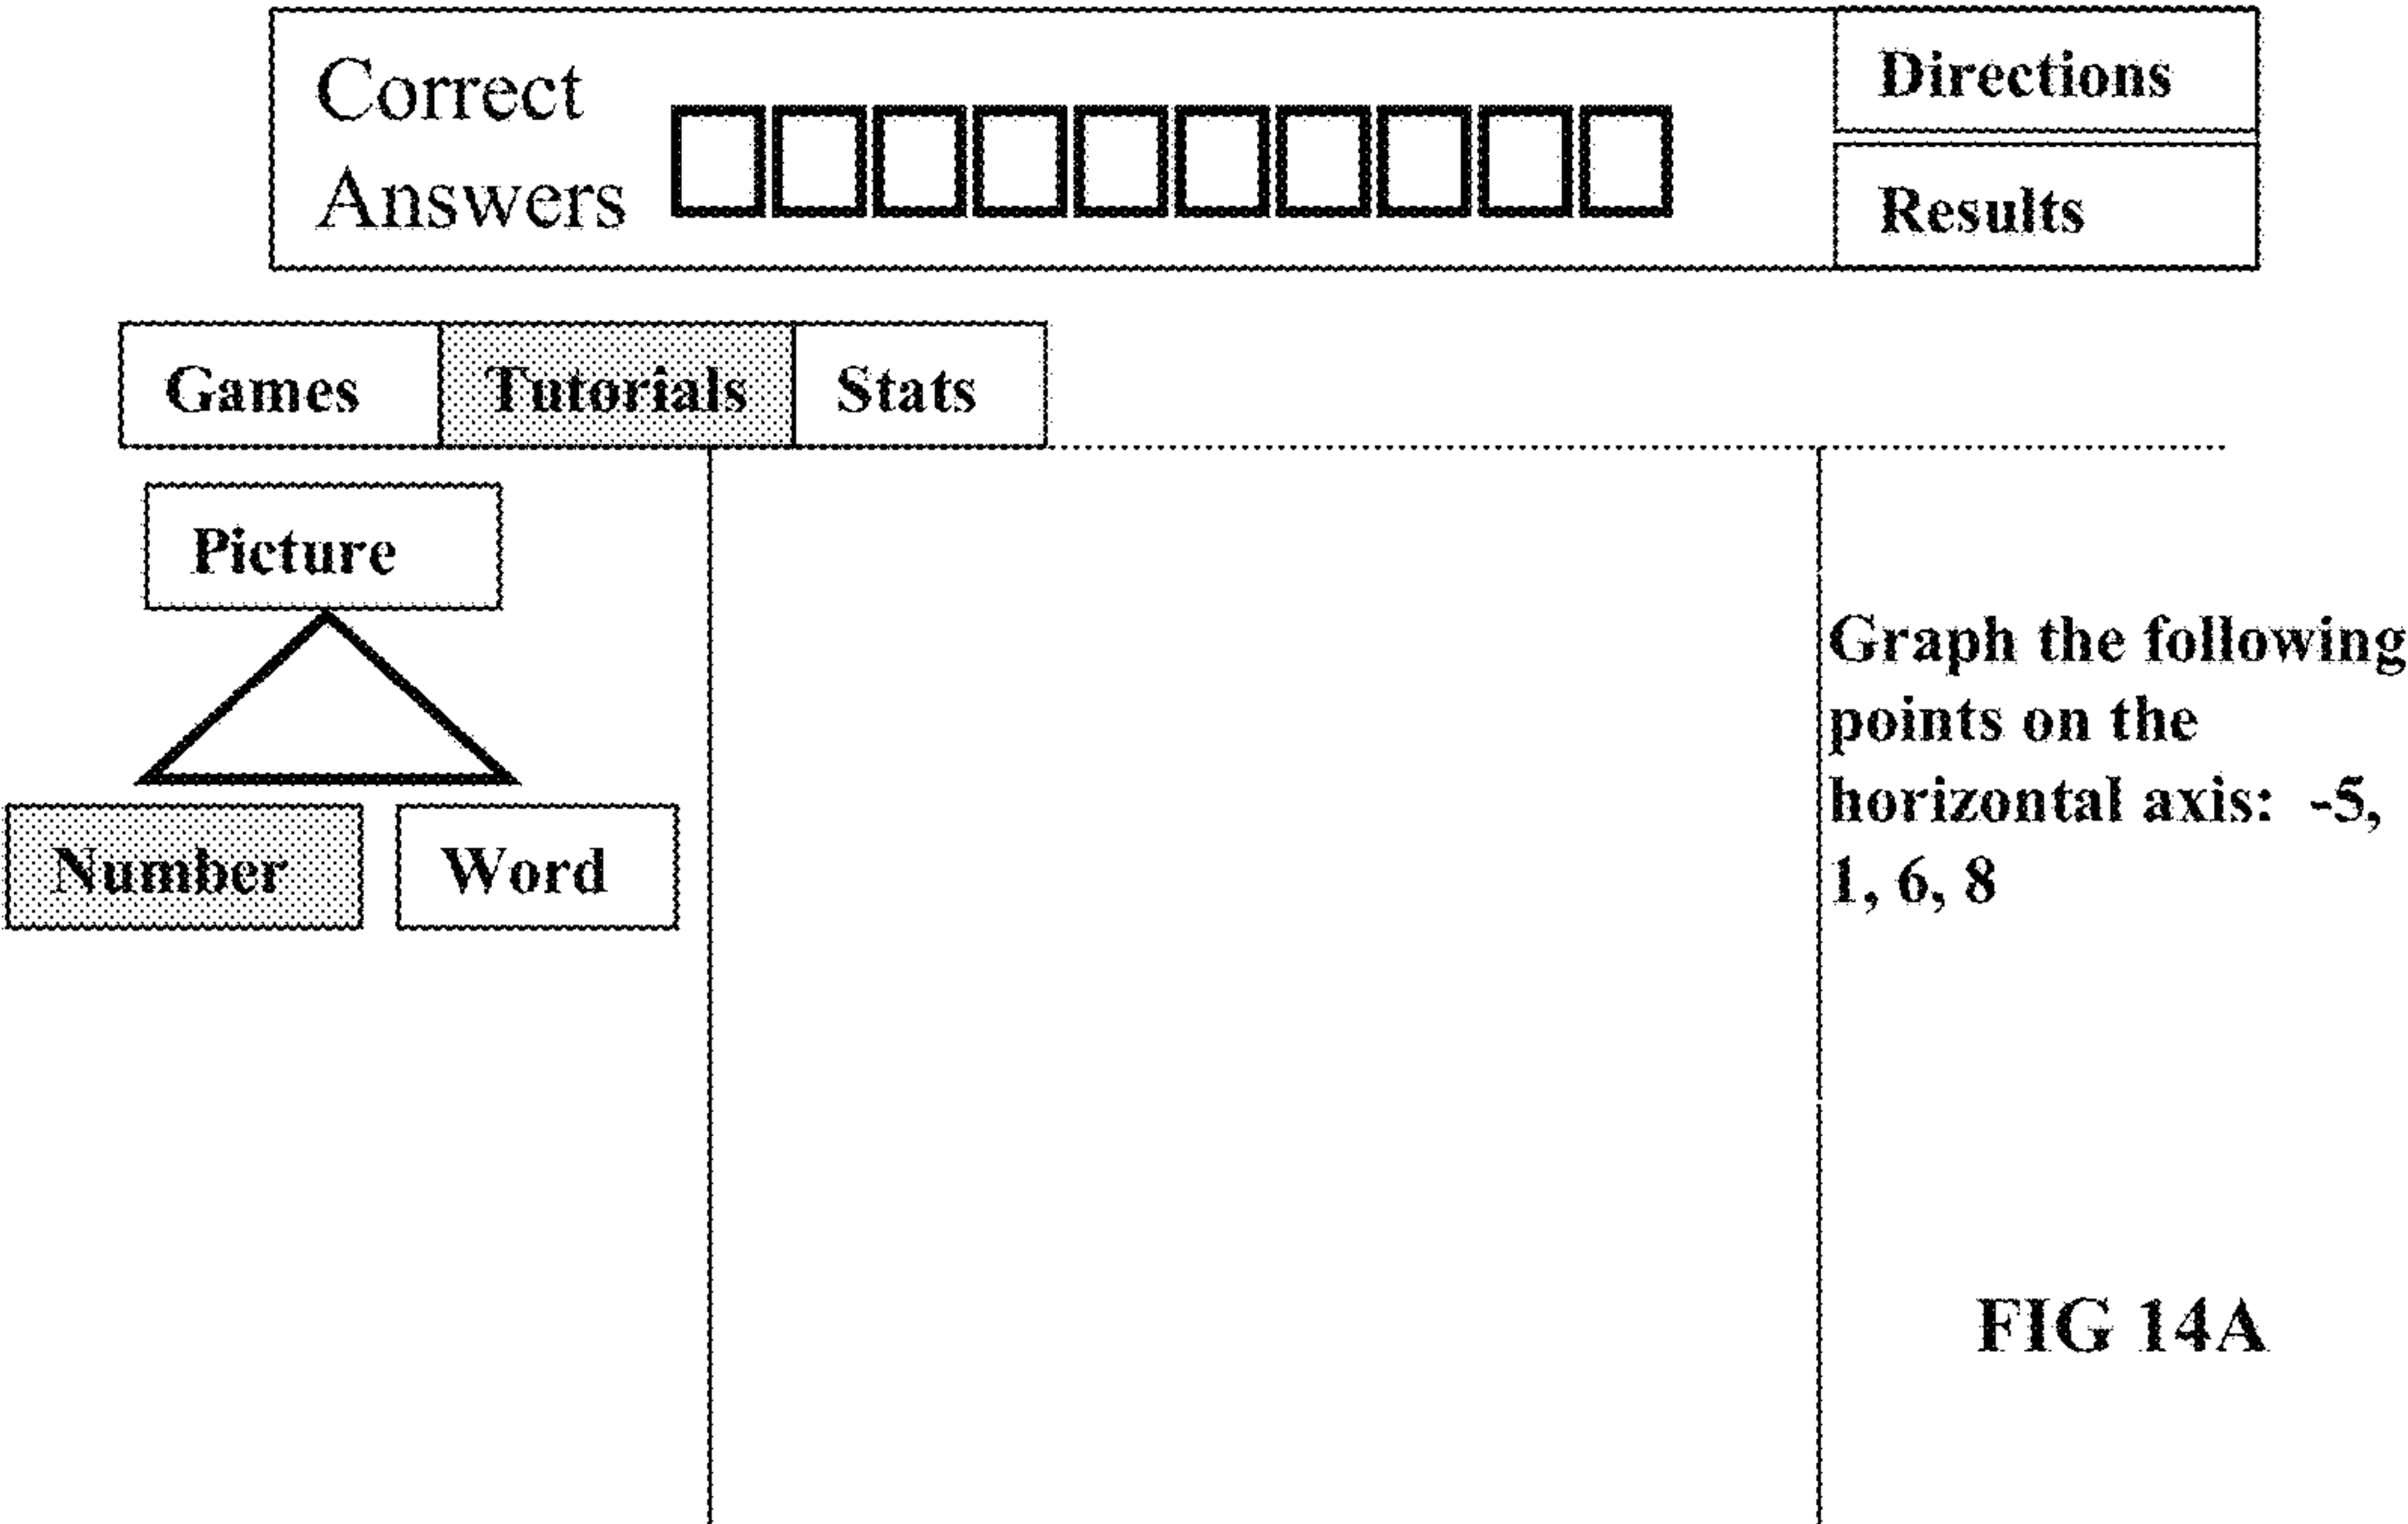 Correct
Answers
Directions
Results
Games
Tutorials
Stats
Picture
Number
Word
Graph the following
points on the
horizontal axis: -5,
1, 6, 8
FIG 14A